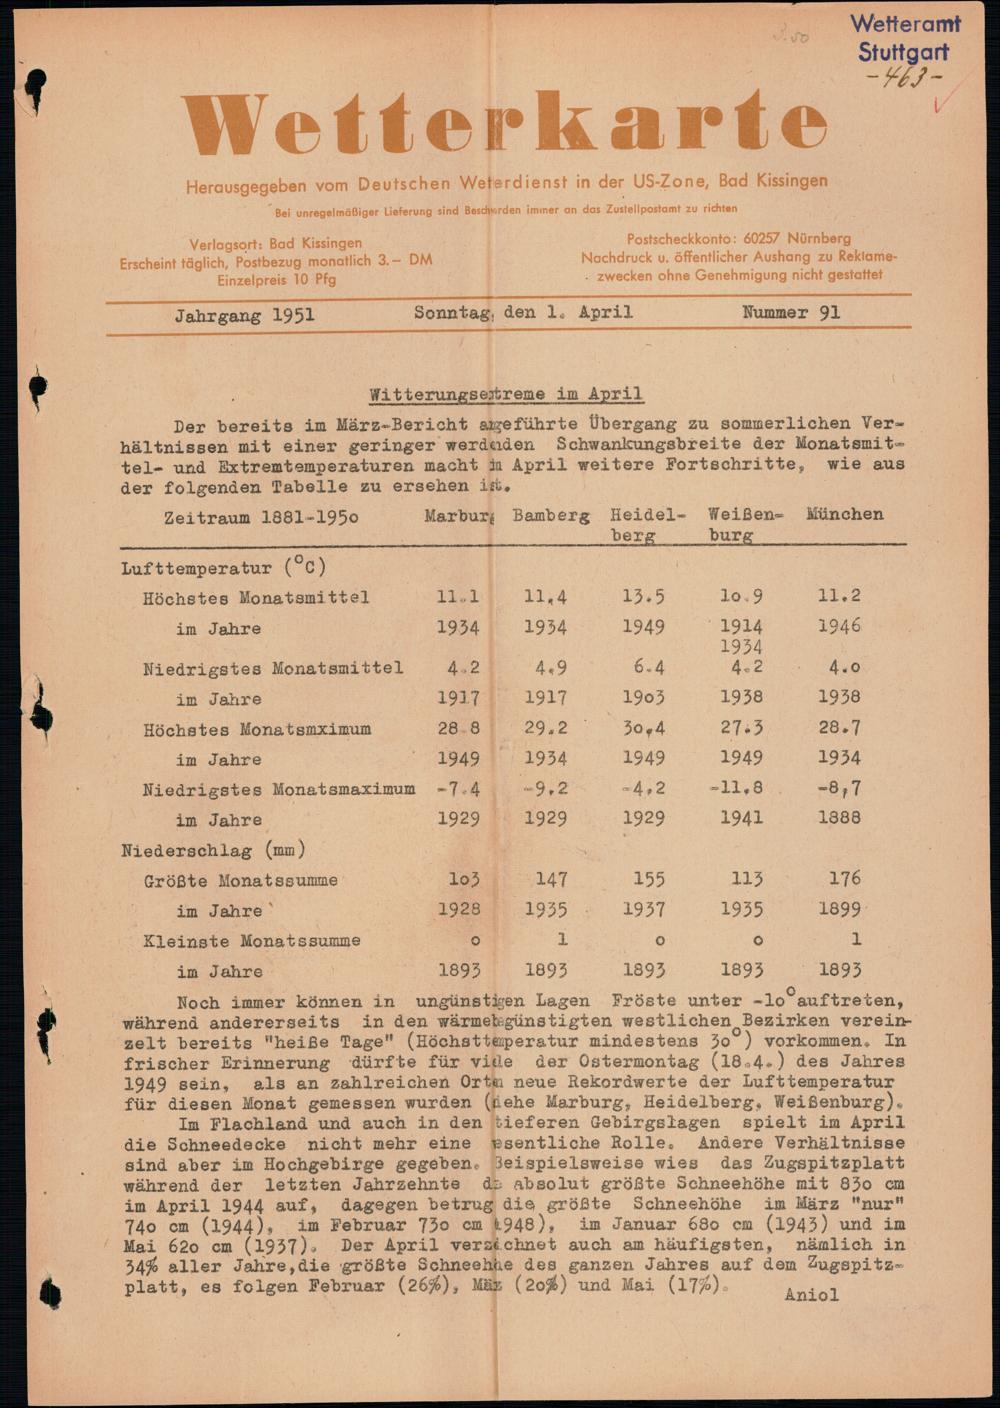 Wetteramt
Stuttgart
-463-
Wetterkarte
Herausgegeben vom Deutschen Wetterdienst in der US-Zone, Bad Kissingen
Bei unregelmäßiger Lieferung sind Beschwerden immer an das Zustellpostamt zu richten
Verlagsort: Bad Kissingen
Erscheint täglich, Postbezug monatlich 3.— DM
Einzelpreis 10 Pfg
Postscheckkonto: 60257 Nürnberg
Nachdruck u. öffentlicher Aushang zu Reklame-
zwecken ohne Genehmigung nicht gestattet
Jahrgang 1951 Sonntag, den 1. April Nummer 91
Witterungsextreme im April
Der bereits im März-Bericht angeführte Übergang zu sommerlichen Ver-
hältnissen mit einer geringer werdenden Schwankungsbreite der Monatsmit-
tel- und Extremtemperaturen macht im April weitere Fortschritte, wie aus
der folgenden Tabelle zu ersehen ist.
Zeitraum 1881-195o Marburg Bamberg Heidel- Weißen- München
berg burg
Lufttemperatur (°C)
Höchstes Monatsmittel 11.1 11,4 13.5 1o.9 11.2
im Jahre 1934 1934 1949 1914 1946
1934
Niedrigstes Monatsmittel 4.2 4,9 6.4 4.2 4.o
im Jahre 1917 1917 19o3 1938 1938
Höchstes Monatsmximum 28.8 29.2 3o,4 27.3 28.7
im Jahre 1949 1934 1949 1949 1934
Niedrigstes Monatsmaximum -7.4 -9,2 -4,2 -11,8 -8,7
im Jahre 1929 1929 1929 1941 1888
Niederschlag (mm)
Größte Monatssumme 1o3 147 155 113 176
im Jahre 1928 1935 1937 1935 1899
Kleinste Monatssumme o 1 o o 1
im Jahre 1893 1893 1893 1893 1893
Noch immer können in ungünstigen Lagen Fröste unter -1o° auftreten,
während andererseits in den wärmebegünstigten westlichen Bezirken verein-
zelt bereits "heiße Tage" (Höchsttemperatur mindestens 3o°) vorkommen. In
frischer Erinnerung dürfte für viele der Ostermontag (18.4.) des Jahres
1949 sein, als an zahlreichen Orten neue Rekordwerte der Lufttemperatur
für diesen Monat gemessen wurden (siehe Marburg, Heidelberg, Weißenburg).
Im Flachland und auch in den tieferen Gebirgslagen spielt im April
die Schneedecke nicht mehr eine wesentliche Rolle. Andere Verhältnisse
sind aber im Hochgebirge gegeben. Beispielsweise wies das Zugspitzplatt
während der letzten Jahrzehnte die absolut größte Schneehöhe mit 83o cm
im April 1944 auf, dagegen betrug die größte Schneehöhe im März "nur"
74o cm (1944), im Februar 73o cm (1948), im Januar 68o cm (1943) und im
Mai 62o cm (1937). Der April verzeichnet auch am häufigsten, nämlich in
34% aller Jahre, die größte Schneehöhe des ganzen Jahres auf dem Zugspitz-
platt, es folgen Februar (26%), März (2o%) und Mai (17%).
Aniol